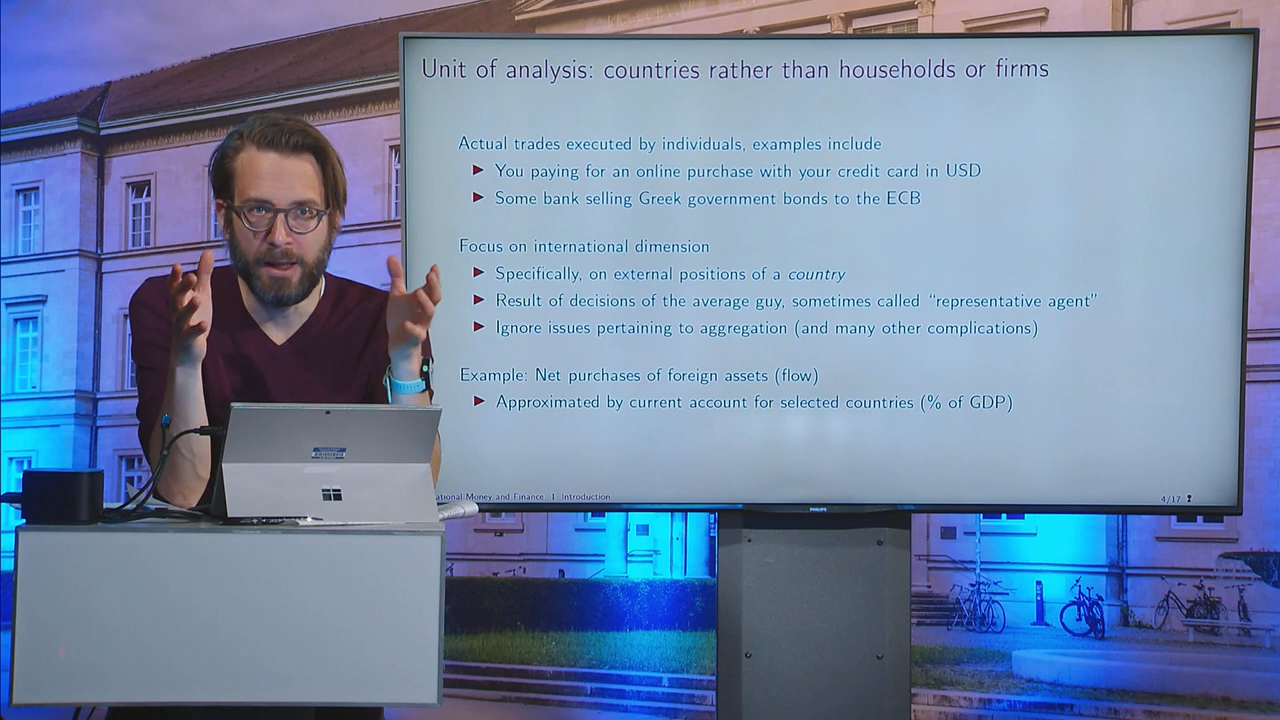 Unit of analysis: countries rather than households or firms
Actual trades executed by individuals, examples include
You paying for an online purchase with your credit card in USD
Some bank selling Greek government bonds to the ECB
Focus on international dimension
Specifically, on external positions of a country
Result of decisions of the average guy, sometimes called “representative agent”
Ignore issues pertaining to aggregation (and many other complications)
Example: Net purchases of foreign assets (flow)
Approximated by current account for selected countries (% of GDP)
ational Money and Finance 1 Introduction
4/17
PHILIPS